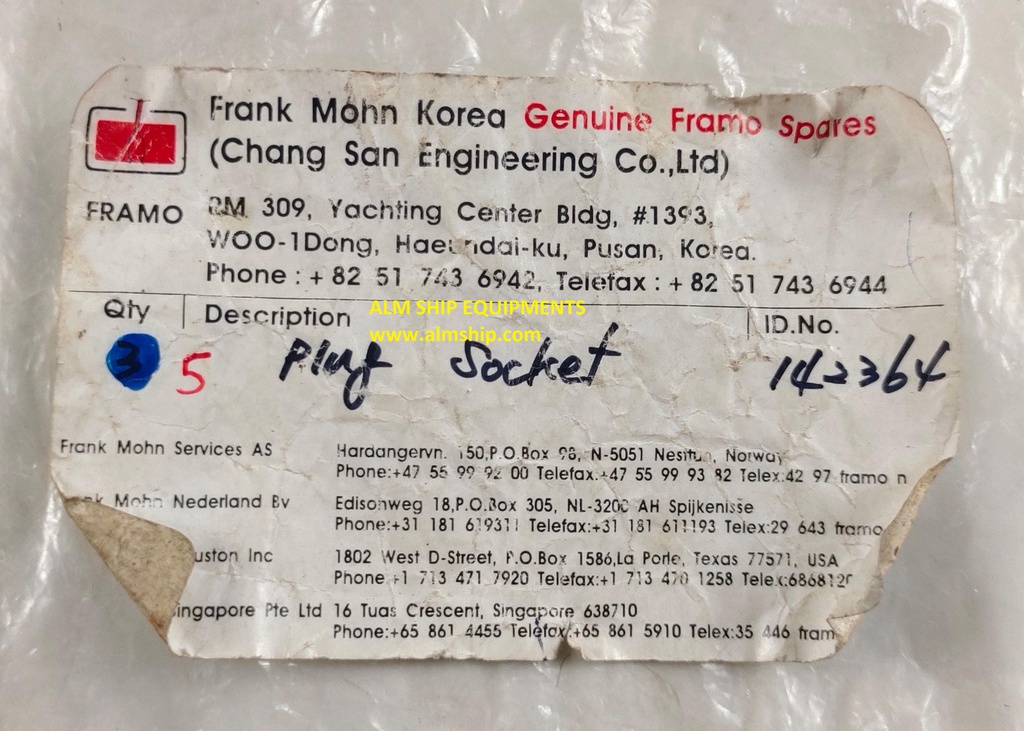 Frank Mohn Korea Genuine Framo Spares
(Chang San Engineering Co.,Ltd)
FRAMO
RM 309, Yachting Center Bldg, #1393,
WOO-1Dong, Haeundai-ku, Pusan, Korea.
Phone : + 82 51 743 6942, Telefax : + 82 51 743 6944
ALM SHIP EQUIPMENTS
www.almship.com
Qty Description ID.No.
3 5 Plug Socket 142364
Frank Mohn Services AS Hardangervn. 150,P.O.Box 98, N-5051 Nesttun, Norway
Phone:+47 55 99 92 00 Telefax:+47 55 99 93 82 Telex:42 97 framo n
Mohn Nederland Bv Edisonweg 18,P.O.Box 305, NL-3200 AH Spijkenisse
Phone:+31 181 619311 Telefax:+31 181 611193 Telex:29 643 framo
uston Inc 1802 West D-Street, P.O.Box 1586,La Porte, Texas 77571, USA
Phone +1 713 471 7920 Telefax:+1 713 470 1258 Telex:686812
ingapore Pte Ltd 16 Tuas Crescent, Singapore 638710
Phone:+65 861 4455 Telefax:+65 861 5910 Telex:35 446 fram